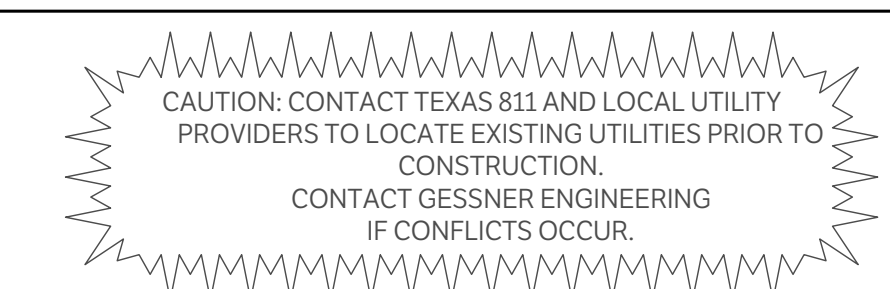 CAUTION: CONTACT TEXAS 811 AND LOCAL UTILITY
PROVIDERS TO LOCATE EXISTING UTILITIES PRIOR TO
CONSTRUCTION.
CONTACT GESSNER ENGINEERING
IF CONFLICTS OCCUR.